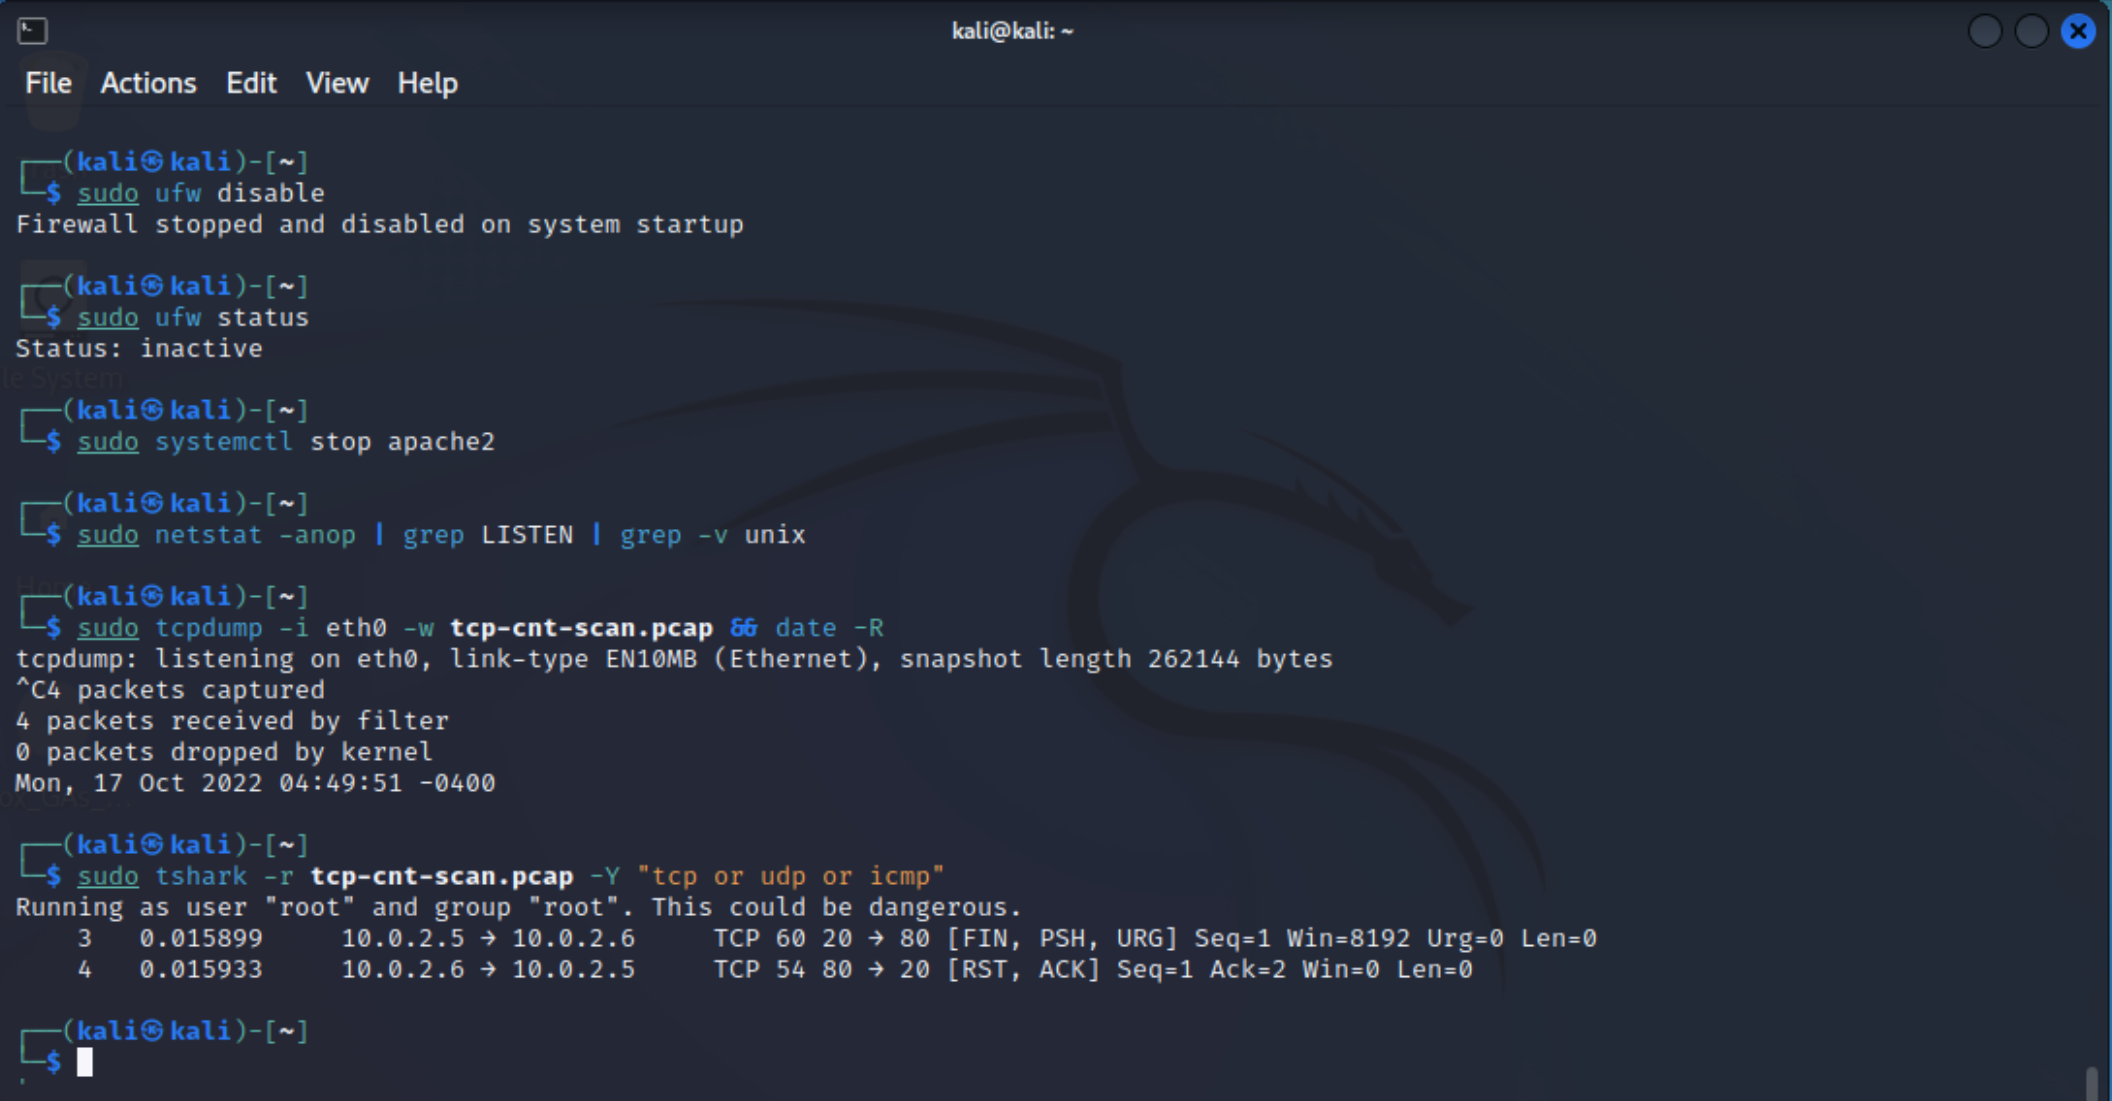 kali@kali: ~
File Actions Edit View Help
┌──(kali㉿kali)-[~]
└─$ sudo ufw disable
Firewall stopped and disabled on system startup
┌──(kali㉿kali)-[~]
└─$ sudo ufw status
Status: inactive
le System
┌──(kali㉿kali)-[~]
└─$ sudo systemctl stop apache2
┌──(kali㉿kali)-[~]
└─$ sudo netstat -anop | grep LISTEN | grep -v unix
Home
┌──(kali㉿kali)-[~]
└─$ sudo tcpdump -i eth0 -w tcp-cnt-scan.pcap && date -R
tcpdump: listening on eth0, link-type EN10MB (Ethernet), snapshot length 262144 bytes
^C4 packets captured
4 packets received by filter
0 packets dropped by kernel
Mon, 17 Oct 2022 04:49:51 -0400
┌──(kali㉿kali)-[~]
└─$ sudo tshark -r tcp-cnt-scan.pcap -Y "tcp or udp or icmp"
Running as user "root" and group "root". This could be dangerous.
    3   0.015899     10.0.2.5 → 10.0.2.6     TCP 60 20 → 80 [FIN, PSH, URG] Seq=1 Win=8192 Urg=0 Len=0
    4   0.015933     10.0.2.6 → 10.0.2.5     TCP 54 80 → 20 [RST, ACK] Seq=1 Ack=2 Win=0 Len=0
┌──(kali㉿kali)-[~]
└─$